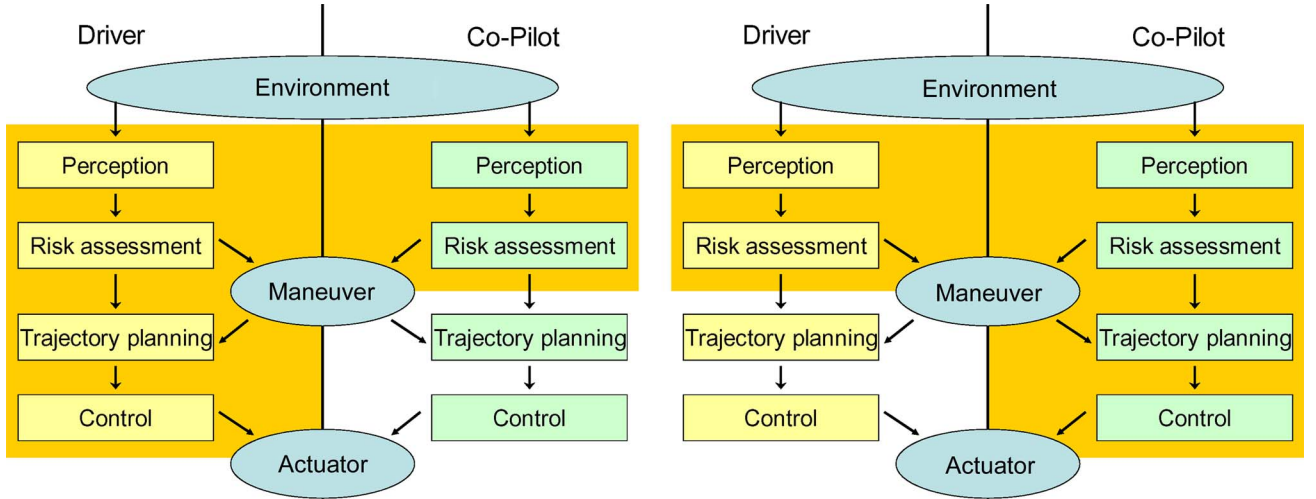 Driver
Co-Pilot
Environment
Perception
Perception
Risk assessment
Risk assessment
Maneuver
Trajectory planning
Trajectory planning
Control
Control
Actuator
Driver
Co-Pilot
Environment
Perception
Perception
Risk assessment
Risk assessment
Maneuver
Trajectory planning
Trajectory planning
Control
Control
Actuator